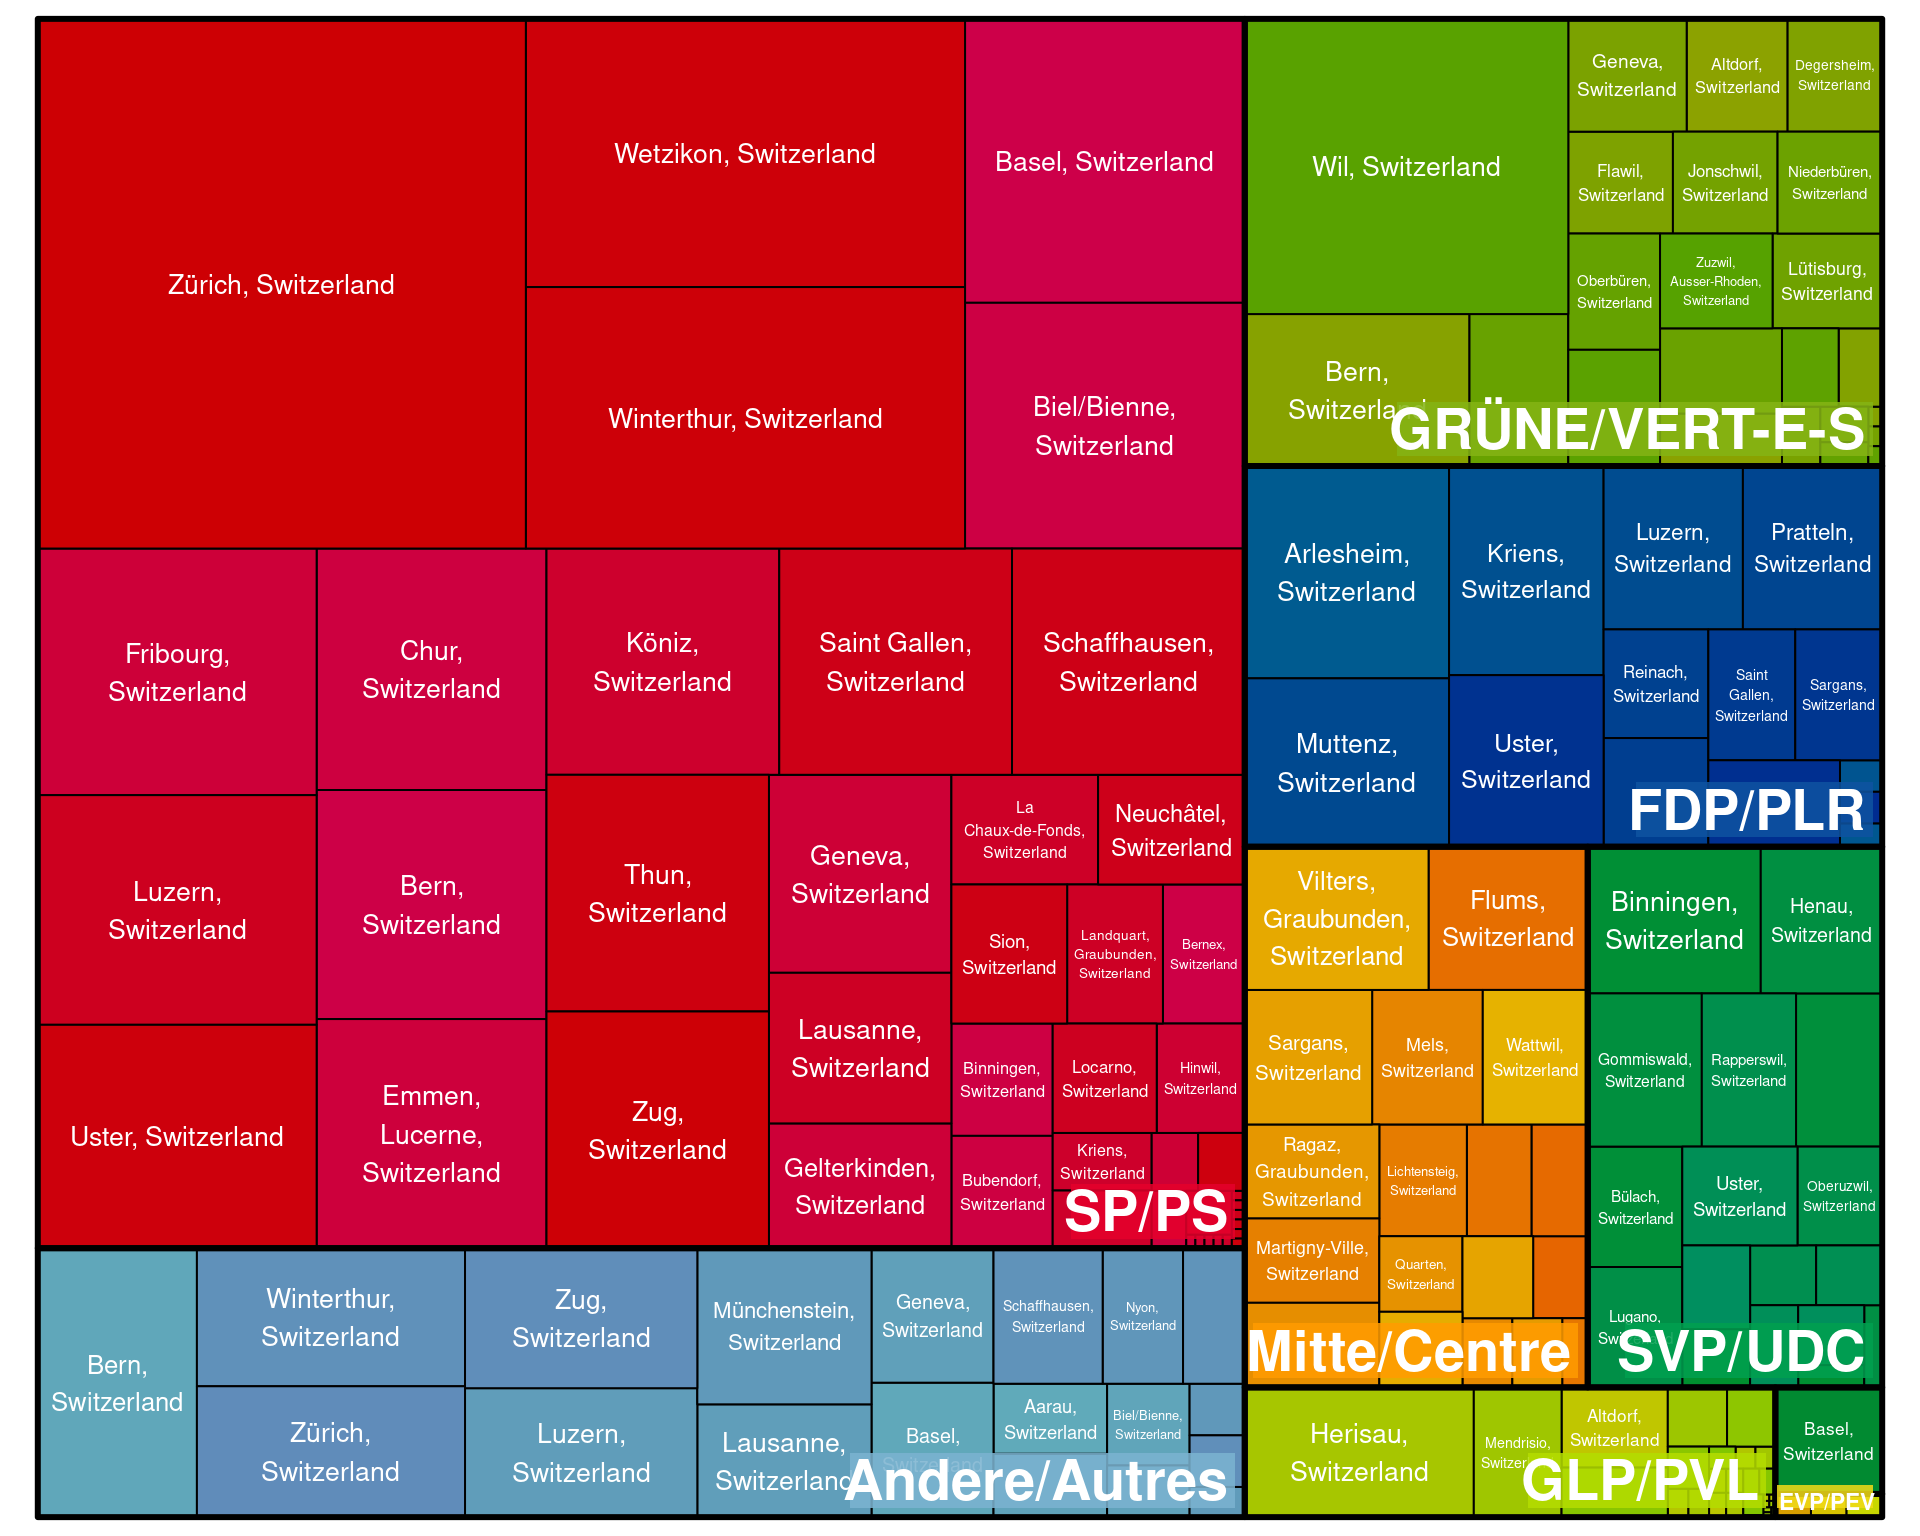 Zürich, Switzerland
Wetzikon, Switzerland
Winterthur, Switzerland
Basel, Switzerland
Biel/Bienne,
Switzerland
Fribourg,
Switzerland
Chur,
Switzerland
Köniz,
Switzerland
Saint Gallen,
Switzerland
Schaffhausen,
Switzerland
Luzern,
Switzerland
Bern,
Switzerland
Uster, Switzerland
Emmen,
Lucerne,
Switzerland
Thun,
Switzerland
Zug,
Switzerland
Geneva,
Switzerland
Lausanne,
Switzerland
Gelterkinden,
Switzerland
La
Chaux-de-Fonds,
Switzerland
Neuchâtel,
Switzerland
Sion,
Switzerland
Landquart,
Graubunden,
Switzerland
Bernex,
Switzerland
Binningen,
Switzerland
Locarno,
Switzerland
Hinwil,
Switzerland
Bubendorf,
Switzerland
Kriens,
Switzerland
SP/PS
Bern,
Switzerland
Winterthur,
Switzerland
Zürich,
Switzerland
Zug,
Switzerland
Luzern,
Switzerland
Münchenstein,
Switzerland
Lausanne,
Switzerland
Geneva,
Switzerland
Basel,
Switzerland
Schaffhausen,
Switzerland
Nyon,
Switzerland
Aarau,
Switzerland
Biel/Bienne,
Switzerland
Andere/Autres
Wil, Switzerland
Bern,
Switzerland
Geneva,
Switzerland
Altdorf,
Switzerland
Degersheim,
Switzerland
Flawil,
Switzerland
Jonschwil,
Switzerland
Niederbüren,
Switzerland
Oberbüren,
Switzerland
Zuzwil,
Ausser-Rhoden,
Switzerland
Lütisburg,
Switzerland
GRÜNE/VERT-E-S
Arlesheim,
Switzerland
Kriens,
Switzerland
Luzern,
Switzerland
Pratteln,
Switzerland
Muttenz,
Switzerland
Uster,
Switzerland
Reinach,
Switzerland
Saint
Gallen,
Switzerland
Sargans,
Switzerland
FDP/PLR
Vilters,
Graubunden,
Switzerland
Flums,
Switzerland
Sargans,
Switzerland
Mels,
Switzerland
Wattwil,
Switzerland
Ragaz,
Graubunden,
Switzerland
Lichtensteig,
Switzerland
Martigny-Ville,
Switzerland
Quarten,
Switzerland
Mitte/Centre
Binningen,
Switzerland
Henau,
Switzerland
Gommiswald,
Switzerland
Rapperswil,
Switzerland
Bülach,
Switzerland
Uster,
Switzerland
Oberuzwil,
Switzerland
Lugano,
SVP/UDC
Herisau,
Switzerland
Mendrisio,
Altdorf,
Switzerland
GLP/PVL
Basel,
Switzerland
EVP/PEV